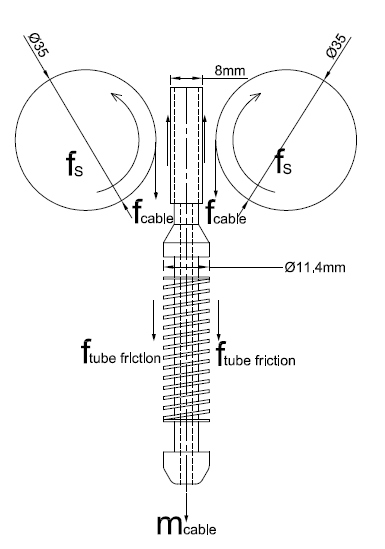 Ø35
Ø35
8mm
fs
fs
fcable
fcable
Ø11,4mm
ftube friction
ftube friction
mcable